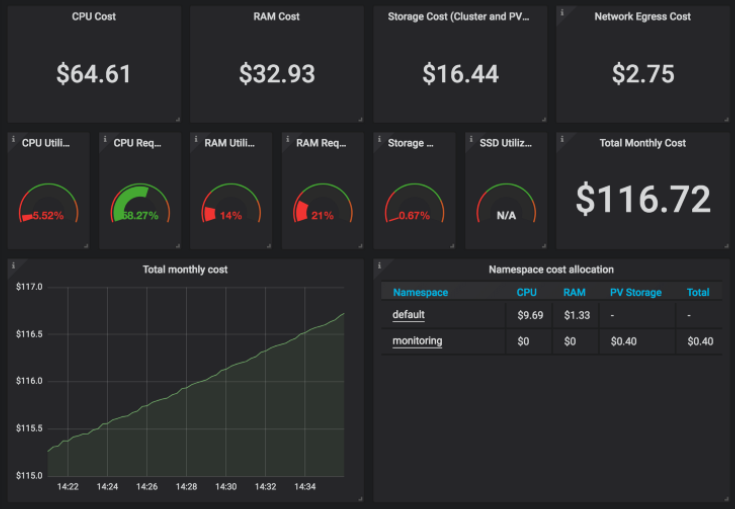 CPU Cost
RAM Cost
Storage Cost (Cluster and PV...
Network Egress Cost
$64.61
$32.93
$16.44
$2.75
CPU Utili...
CPU Req...
RAM Utili...
RAM Req...
Storage ...
SSD Utiliz...
Total Monthly Cost
5.52%
68.27%
14%
21%
0.67%
N/A
$116.72
Total monthly cost
$117.0
$116.5
$116.0
$115.5
$115.0
14:22 14:24 14:26 14:28 14:30 14:32 14:34
Namespace cost allocation
Namespace CPU RAM PV Storage Total
default $9.69 $1.33 - -
monitoring $0 $0 $0.40 $0.40